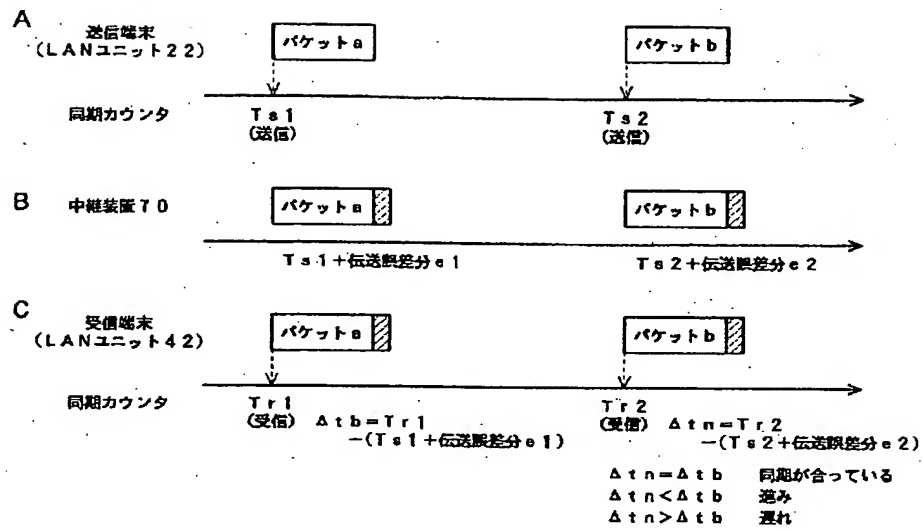 A
送信端末
(LANユニット22)
パケットa
パケットb
同期カウンタ
Ts1
(送信)
Ts2
(送信)
B
中継装置70
パケットa
パケットb
Ts1+伝送誤差分e1
Ts2+伝送誤差分e2
C
受信端末
(LANユニット42)
パケットa
パケットb
同期カウンタ
Tr1
(受信)
Δtb=Tr1
-(Ts1+伝送誤差分e1)
Tr2
(受信)
Δtn=Tr2
-(Ts2+伝送誤差分e2)
Δtn=Δtb 同期が合っている
Δtn<Δtb 進み
Δtn>Δtb 遅れ